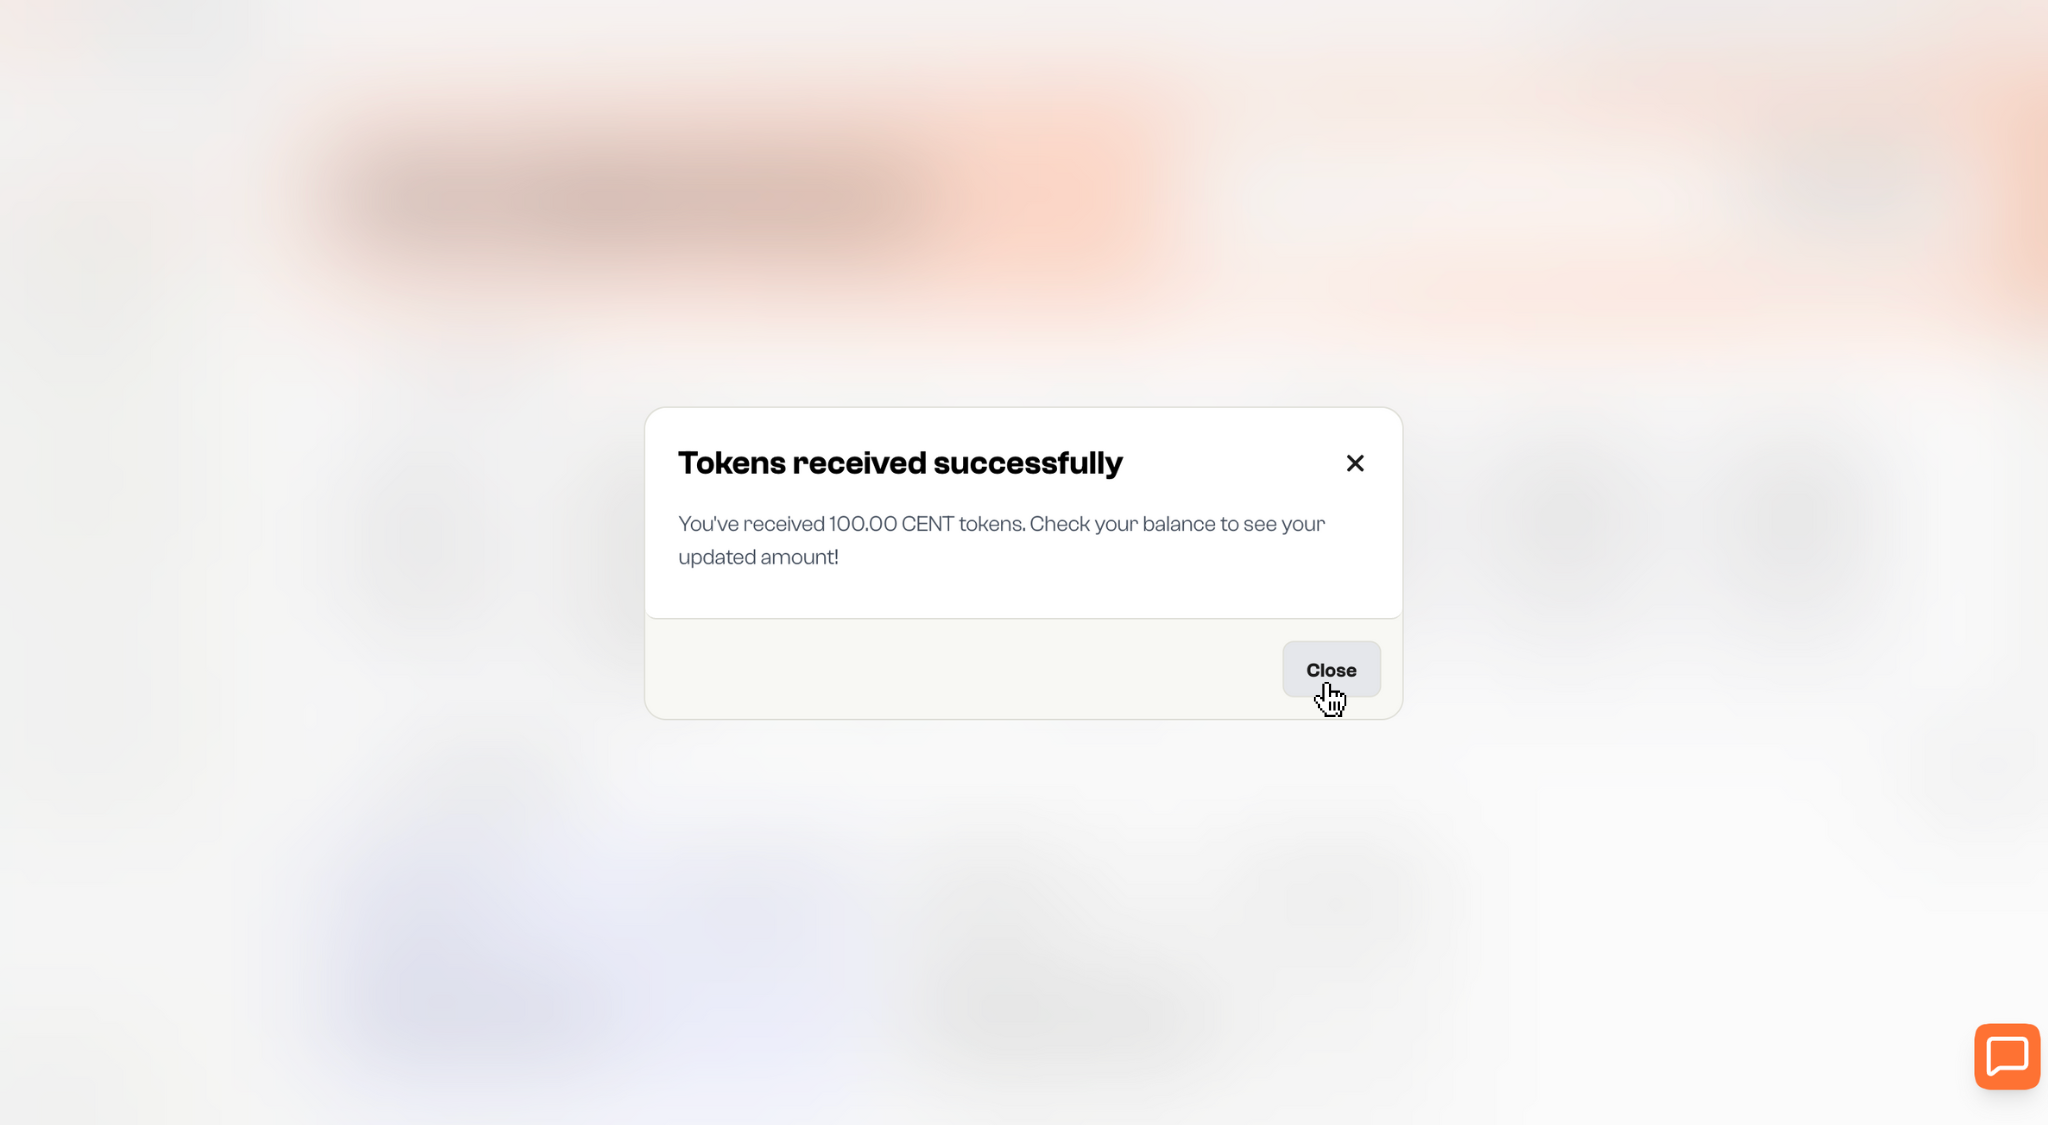 Tokens received successfully
You've received 100.00 CENT tokens. Check your balance to see your
updated amount!
Close